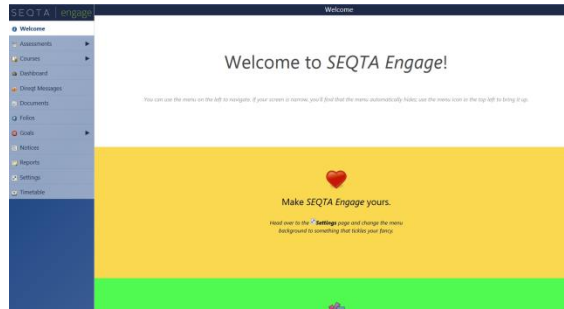 SEQTA | engage
Welcome
Welcome
Assessments
Courses
Dashboard
Direqt Messages
Documents
Folios
Goals
Notices
Reports
Settings
Timetable
Welcome to SEQTA Engage!
You can use the menu on the left to navigate. If your screen is narrow, you'll find that the menu automatically hides; use the menu icon in the top left to bring it up.
Make SEQTA Engage yours.
Head over to the Settings page and change the menu
background to something that tickles your fancy.